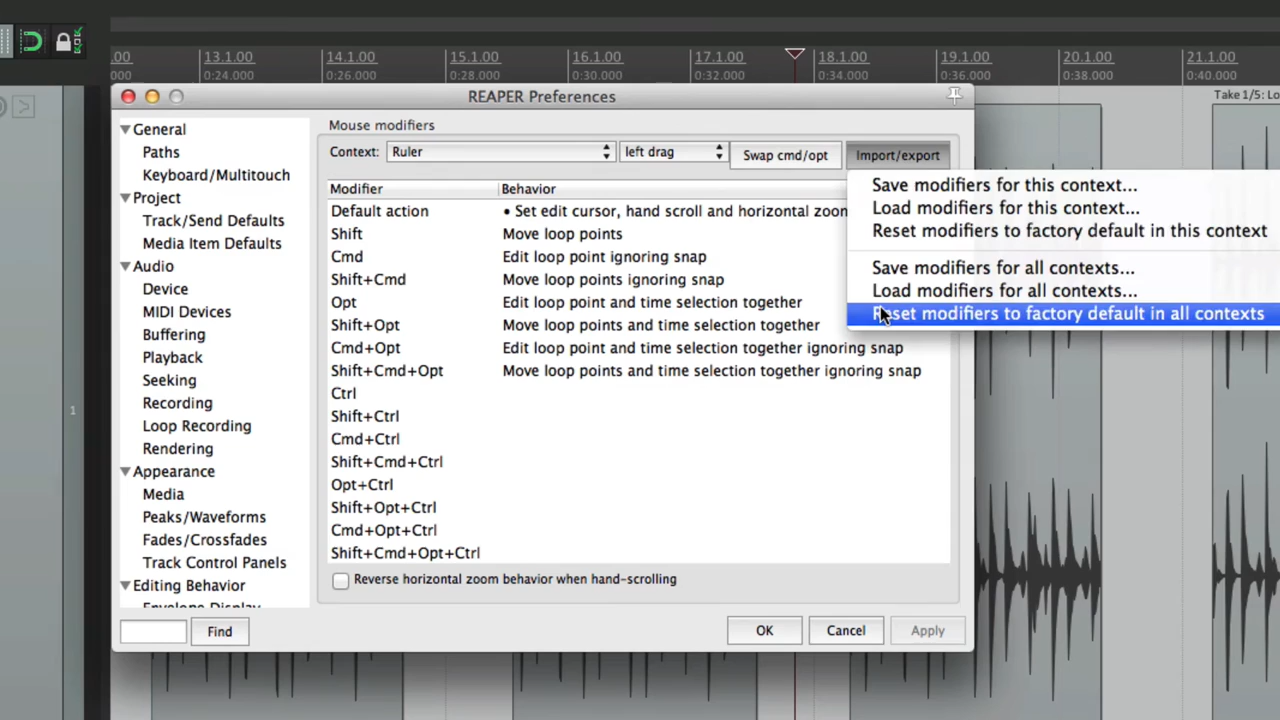 .00 13.1.00 14.1.00 15.1.00 16.1.00 17.1.00 18.1.00 19.1.00 20.1.00 21.1.00
000 0:24.000 0:26.000 0:28.000 0:30.000 0:32.000 0:34.000 0:36.000 0:38.000 0:40.000
Take 1/5: Lo
REAPER Preferences
General
Paths
Keyboard/Multitouch
Project
Track/Send Defaults
Media Item Defaults
Audio
Device
MIDI Devices
Buffering
Playback
Seeking
Recording
Loop Recording
Rendering
Appearance
Media
Peaks/Waveforms
Fades/Crossfades
Track Control Panels
Editing Behavior
Envelope Display
Find
Mouse modifiers
Context: Ruler left drag Swap cmd/opt Import/export
Modifier Behavior
Default action • Set edit cursor, hand scroll and horizontal zoom
Shift Move loop points
Cmd Edit loop point ignoring snap
Shift+Cmd Move loop points ignoring snap
Opt Edit loop point and time selection together
Shift+Opt Move loop points and time selection together
Cmd+Opt Edit loop point and time selection together ignoring snap
Shift+Cmd+Opt Move loop points and time selection together ignoring snap
Ctrl
Shift+Ctrl
Cmd+Ctrl
Shift+Cmd+Ctrl
Opt+Ctrl
Shift+Opt+Ctrl
Cmd+Opt+Ctrl
Shift+Cmd+Opt+Ctrl
Reverse horizontal zoom behavior when hand-scrolling
OK Cancel Apply
Save modifiers for this context...
Load modifiers for this context...
Reset modifiers to factory default in this context
Save modifiers for all contexts...
Load modifiers for all contexts...
Reset modifiers to factory default in all contexts
1